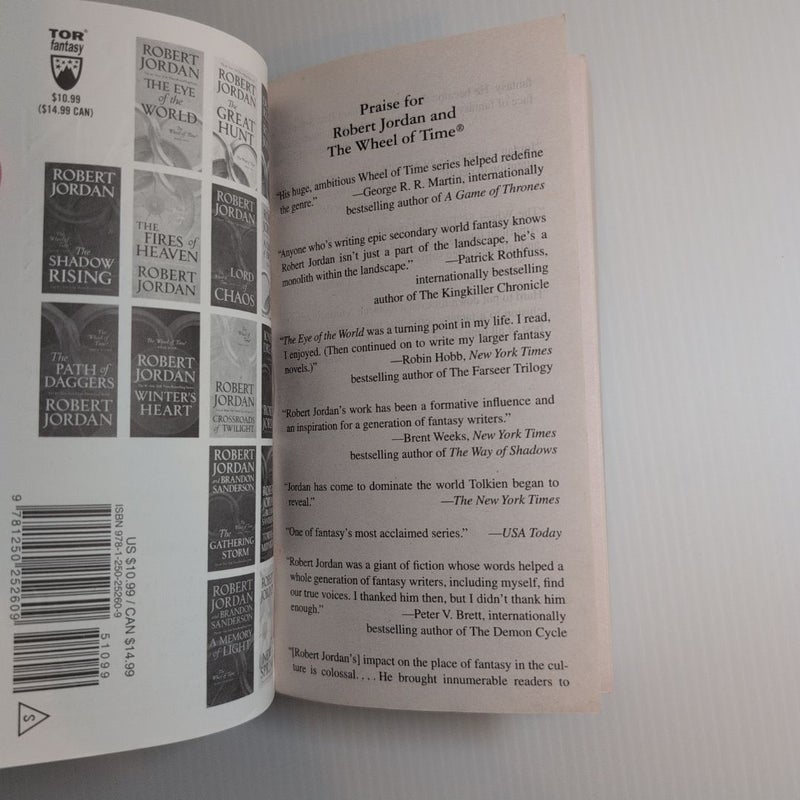 TOR®
fantasy
$10.99
($14.99 CAN)
ROBERT
JORDAN
THE EYE
of the
WORLD
ROBERT
JORDAN
The
GREAT
HUNT
ROBERT
JORDAN
The
SHADOW
RISING
THE
FIRES of
HEAVEN
ROBERT
JORDAN
ROBERT
JORDAN
LORD
of
CHAOS
The Wheel
of Time
The
PATH of
DAGGERS
ROBERT
JORDAN
The Wheel of Time
ROBERT
JORDAN
WINTER'S
HEART
ROBERT
JORDAN
CROSSROADS
of TWILIGHT
ROBERT
JORDAN
AND BRANDON
SANDERSON
The
GATHERING
STORM
ROBERT
JORDAN
AND BRANDON
SANDERSON
A MEMORY
of LIGHT
9 781250 252609
51099
ISBN 978-1-250-25260-9
US $10.99 / CAN $14.99
S
Praise for
Robert Jordan and
The Wheel of Time®
"His huge, ambitious Wheel of Time series helped redefine
the genre." —George R. R. Martin, internationally
bestselling author of A Game of Thrones
"Anyone who's writing epic secondary world fantasy knows
Robert Jordan isn't just a part of the landscape, he's a
monolith within the landscape." —Patrick Rothfuss,
internationally bestselling
author of The Kingkiller Chronicle
"The Eye of the World was a turning point in my life. I read,
I enjoyed. (Then continued on to write my larger fantasy
novels.)" —Robin Hobb, New York Times
bestselling author of The Farseer Trilogy
"Robert Jordan's work has been a formative influence and
an inspiration for a generation of fantasy writers."
—Brent Weeks, New York Times
bestselling author of The Way of Shadows
"Jordan has come to dominate the world Tolkien began to
reveal." —The New York Times
"One of fantasy's most acclaimed series." —USA Today
"Robert Jordan was a giant of fiction whose words helped a
whole generation of fantasy writers, including myself, find
our true voices. I thanked him then, but I didn't thank him
enough." —Peter V. Brett, internationally
bestselling author of The Demon Cycle
"[Robert Jordan's] impact on the place of fantasy in the cul-
ture is colossal. . . . He brought innumerable readers to